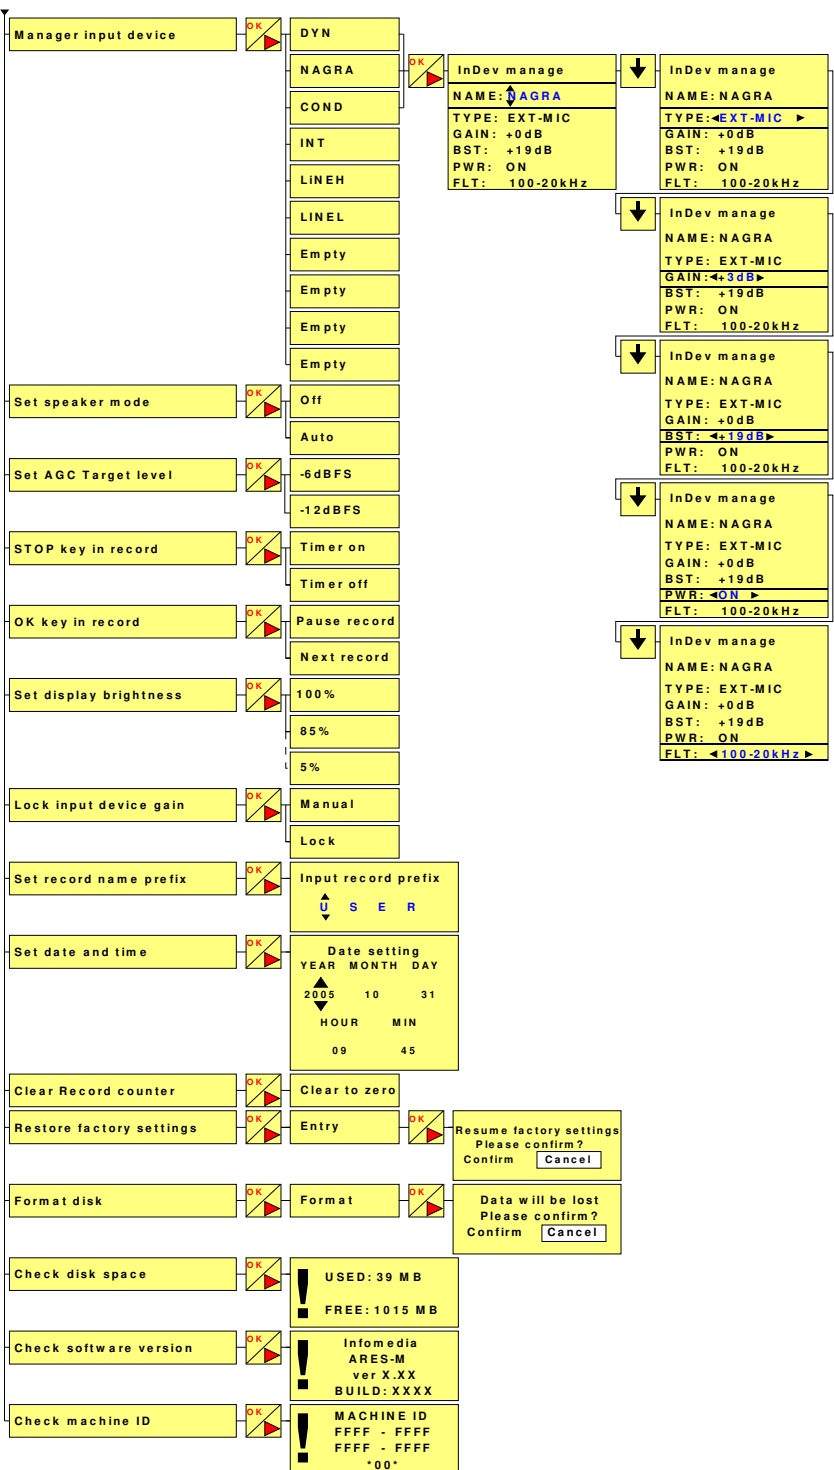 Manager input device
OK
DYN
NAGRA
COND
INT
LiNEH
LINEL
Empty
Empty
Empty
Empty
OK
InDev manage
NAME: NAGRA
TYPE: EXT-MIC
GAIN: +0dB
BST: +19dB
PWR: ON
FLT: 100-20kHz
InDev manage
NAME: NAGRA
TYPE: EXT-MIC
GAIN: +0dB
BST: +19dB
PWR: ON
FLT: 100-20kHz
InDev manage
NAME: NAGRA
TYPE: EXT-MIC
GAIN: +3dB
BST: +19dB
PWR: ON
FLT: 100-20kHz
InDev manage
NAME: NAGRA
TYPE: EXT-MIC
GAIN: +0dB
BST: +19dB
PWR: ON
FLT: 100-20kHz
InDev manage
NAME: NAGRA
TYPE: EXT-MIC
GAIN: +0dB
BST: +19dB
PWR: ON
FLT: 100-20kHz
InDev manage
NAME: NAGRA
TYPE: EXT-MIC
GAIN: +0dB
BST: +19dB
PWR: ON
FLT: 100-20kHz
Set speaker mode
OK
Off
Auto
Set AGC Target level
OK
-6dBFS
-12dBFS
STOP key in record
OK
Timer on
Timer off
OK key in record
OK
Pause record
Next record
Set display brightness
OK
100%
85%
5%
Lock input device gain
OK
Manual
Lock
Set record name prefix
OK
Input record prefix
U S E R
Set date and time
OK
Date setting
YEAR MONTH DAY
2005 10 31
HOUR MIN
09 45
Clear Record counter
OK
Clear to zero
Restore factory settings
OK
Entry
OK
Resume factory settings
Please confirm?
Confirm Cancel
Format disk
OK
Format
OK
Data will be lost
Please confirm?
Confirm Cancel
Check disk space
OK
!
USED: 39 MB
FREE: 1015 MB
Check software version
OK
!
Infomedia
ARES-M
ver X.XX
BUILD: XXXX
Check machine ID
OK
!
MACHINE ID
FFFF - FFFF
FFFF - FFFF
*00*